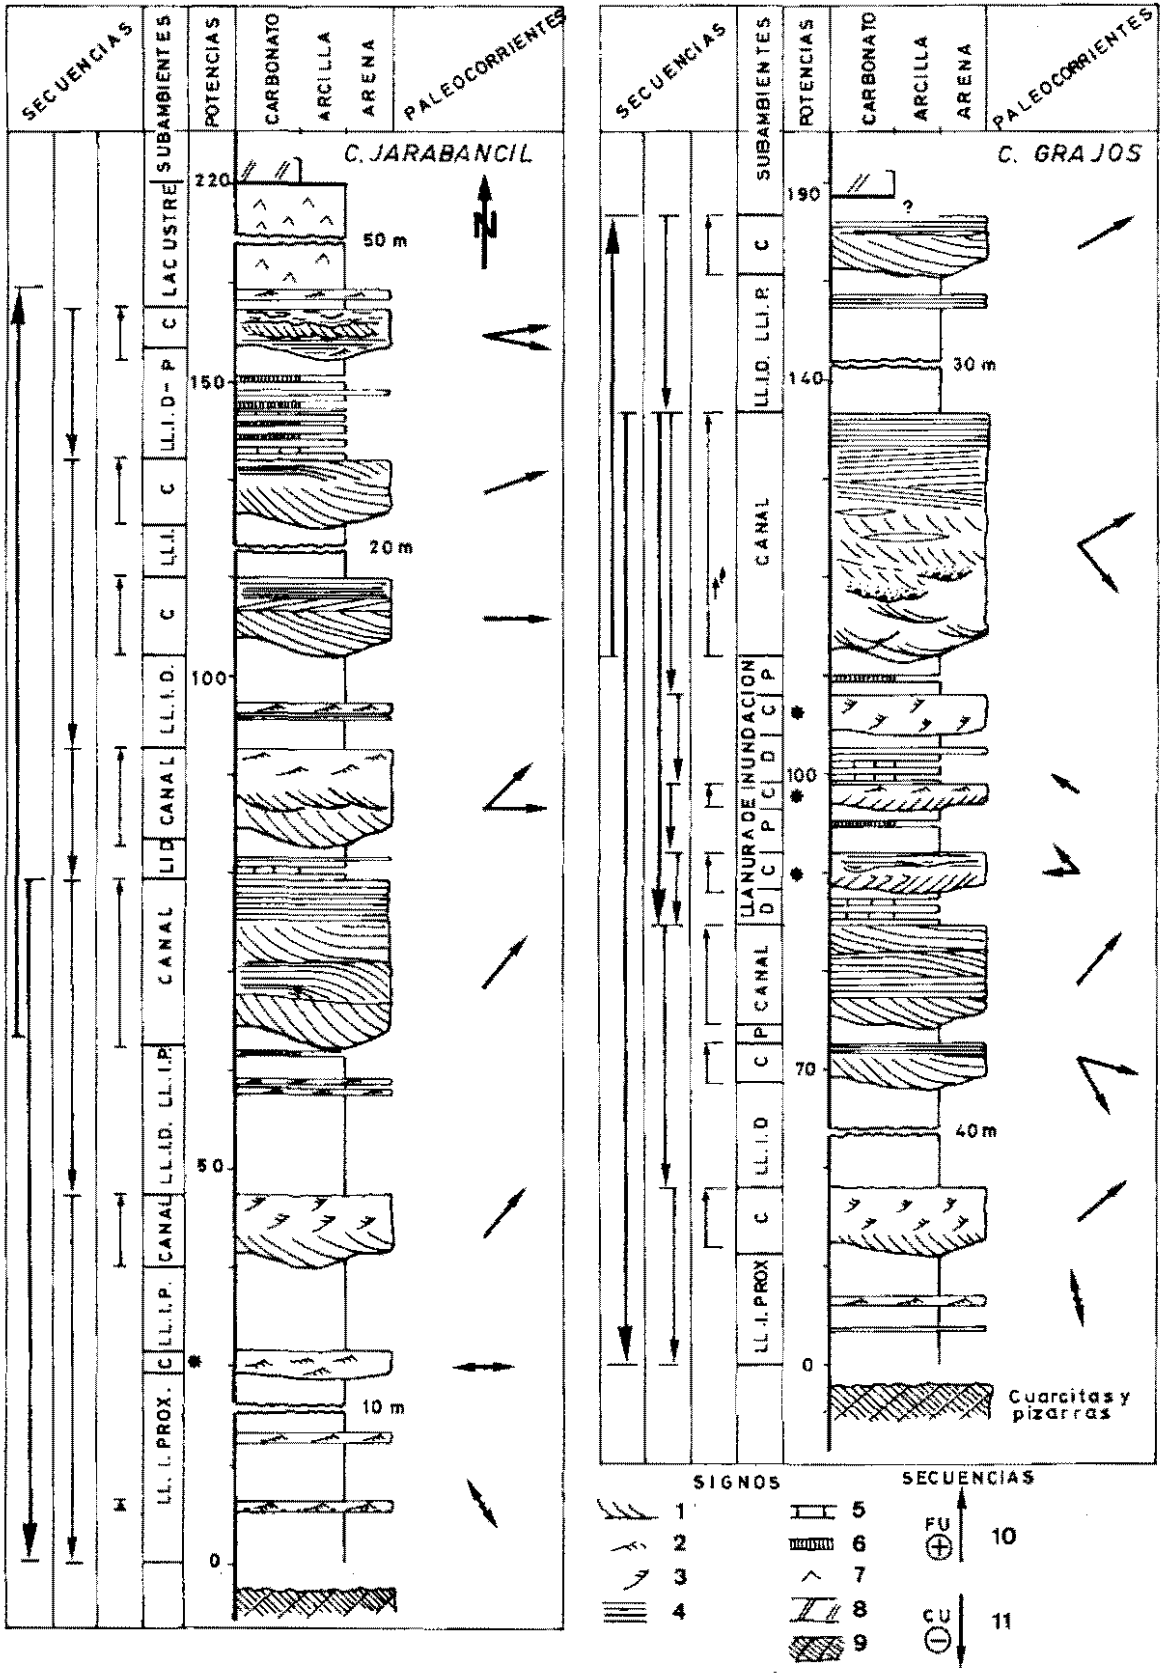 SECUENCIAS
SUBAMBIENTES
POTENCIAS
CARBONATO
ARCILLA
ARENA
PALEOCORRIENTES
C. JARABANCIL
N
220
50 m
150
20 m
100
50
10 m
0
LACUSTRE
C
LL.I.D-P
C
LL.I.
C
LL.I.D.
CANAL
LID
CANAL
LL.I.D. LL.I.P.
CANAL
LL.I.P.
C
*
LL.I.PROX.
SECUENCIAS
SUBAMBIENTES
POTENCIAS
CARBONATO
ARCILLA
ARENA
PALEOCORRIENTES
C. GRAJOS
190
?
30 m
140
100
70
40 m
0
C
LL.I.D. LL.I.P.
CANAL
LLANURA DE INUNDACION
P
C
*
D
C
*
P
C
*
D
CANAL
P
C
LL.I.D
C
LL.I.PROX
Cuarcitas y
pizarras
SIGNOS
1
2
3
4
5
6
7
8
9
SECUENCIAS
FU
+
10
CU
−
11